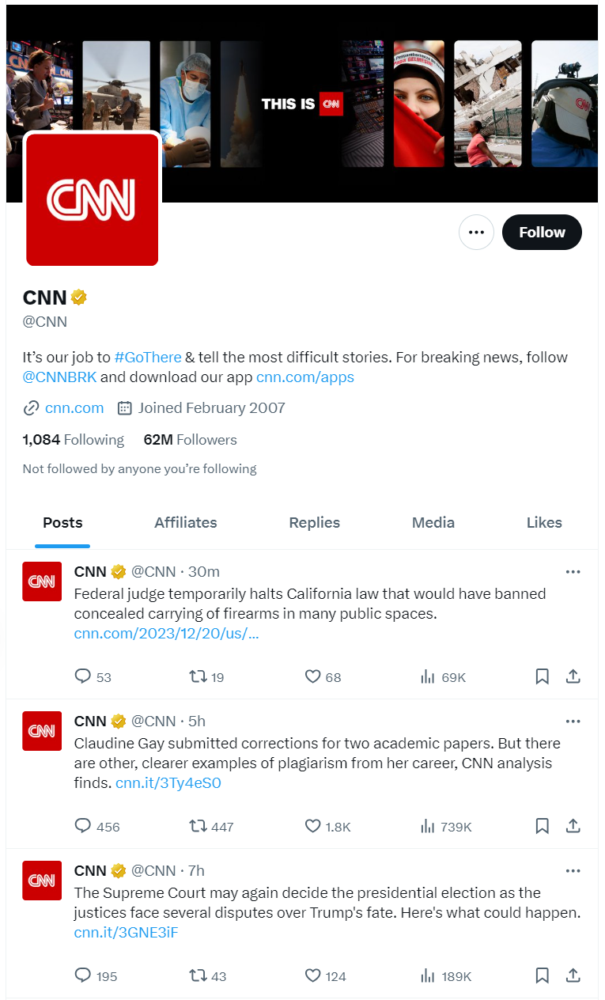 CNN
THIS IS CNN
Peygamberimize
GELMESİN!
CNN
CNN
Follow
CNN
@CNN
It’s our job to #GoThere & tell the most difficult stories. For breaking news, follow
@CNNBRK and download our app cnn.com/apps
cnn.com Joined February 2007
1,084 Following 62M Followers
Not followed by anyone you’re following
Posts Affiliates Replies Media Likes
CNN
CNN @CNN · 30m
Federal judge temporarily halts California law that would have banned
concealed carrying of firearms in many public spaces.
cnn.com/2023/12/20/us/...
53 19 68 69K
CNN
CNN @CNN · 5h
Claudine Gay submitted corrections for two academic papers. But there
are other, clearer examples of plagiarism from her career, CNN analysis
finds. cnn.it/3Ty4eS0
456 447 1.8K 739K
CNN
CNN @CNN · 7h
The Supreme Court may again decide the presidential election as the
justices face several disputes over Trump's fate. Here's what could happen.
cnn.it/3GNE3iF
195 43 124 189K